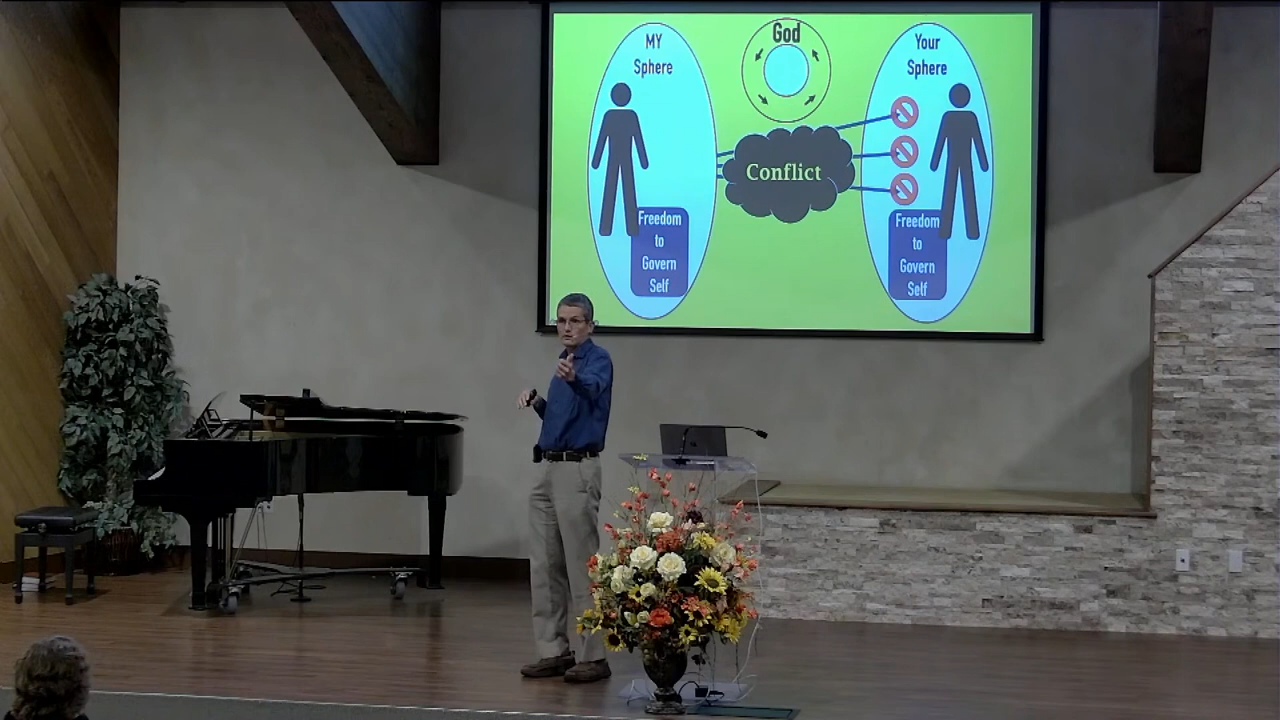 MY
Sphere
God
Your
Sphere
Conflict
Freedom
to
Govern
Self
Freedom
to
Govern
Self